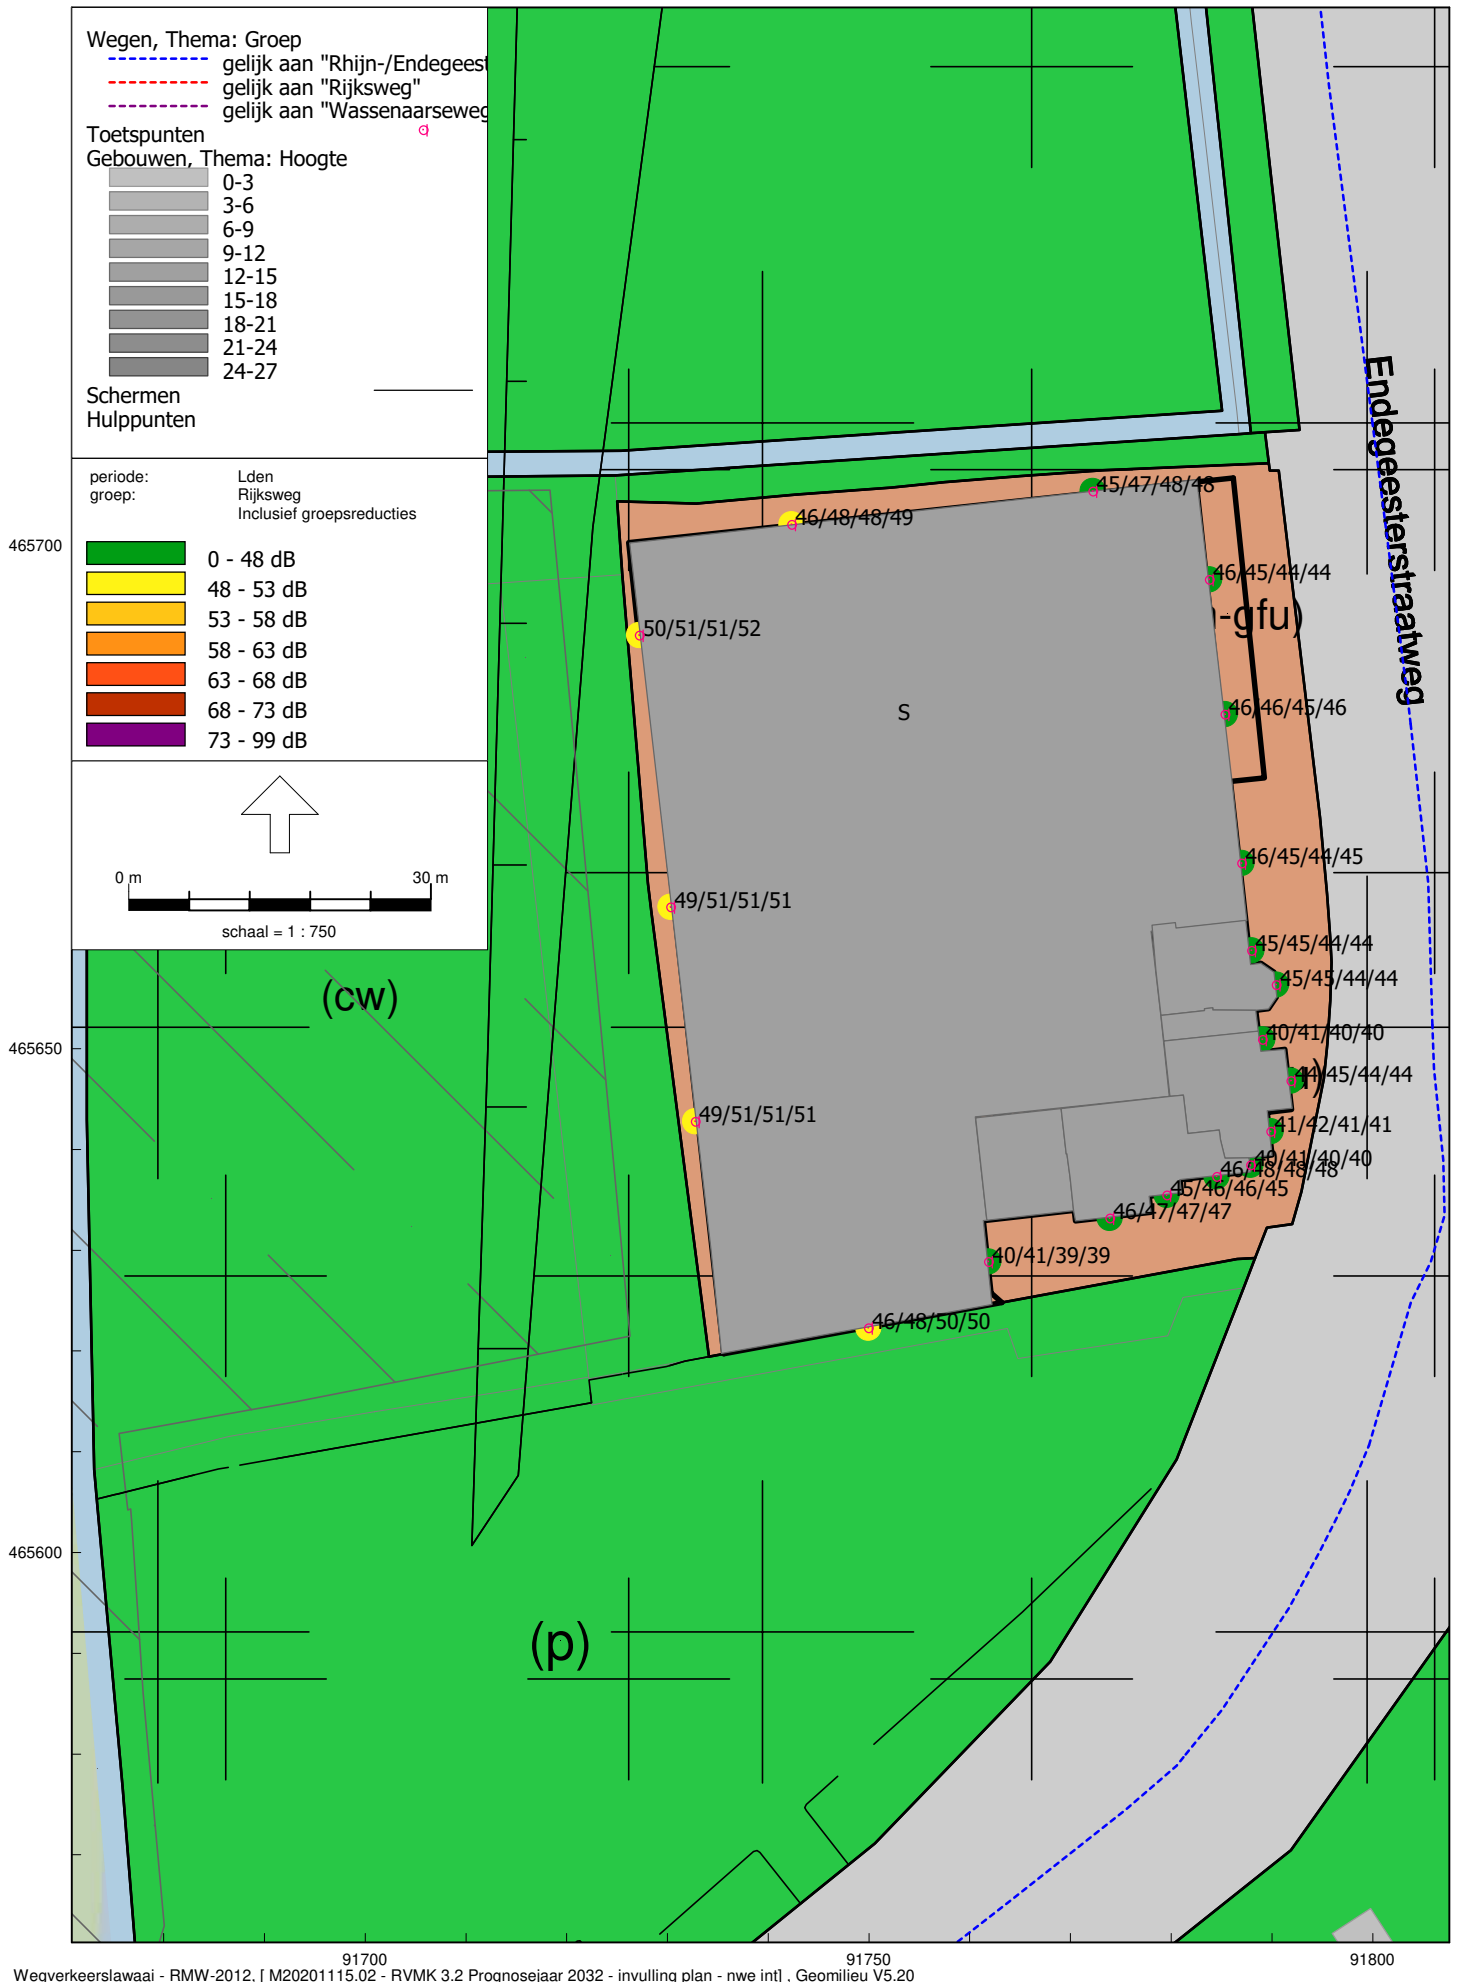 Wegen, Thema: Groep
gelijk aan "Rhijn-/Endegeest
gelijk aan "Rijksweg"
gelijk aan "Wassenaarseweg
Toetspunten
Gebouwen, Thema: Hoogte
0-3
3-6
6-9
9-12
12-15
15-18
18-21
21-24
24-27
Schermen
Hulppunten
periode: Lden
groep: Rijksweg
Inclusief groepsreducties
0 - 48 dB
48 - 53 dB
53 - 58 dB
58 - 63 dB
63 - 68 dB
68 - 73 dB
73 - 99 dB
0 m 30 m
schaal = 1 : 750
Endegeesterstraatweg
45/47/48/48
46/48/48/49
46/45/44/44
-gfu)
50/51/51/52
S
46/46/45/46
46/45/44/45
49/51/51/51
45/45/44/44
45/45/44/44
(cw)
40/41/40/40
44/45/44/44
49/51/51/51
41/42/41/41
40/41/40/40
46/48/48/48
45/46/46/45
46/47/47/47
40/41/39/39
46/48/50/50
(p)
465700
465650
465600
91700 91750 91800
Wegverkeerslawaai - RMW-2012, [ M20201115.02 - RVMK 3.2 Prognosejaar 2032 - invulling plan - nwe int] , Geomilieu V5.20